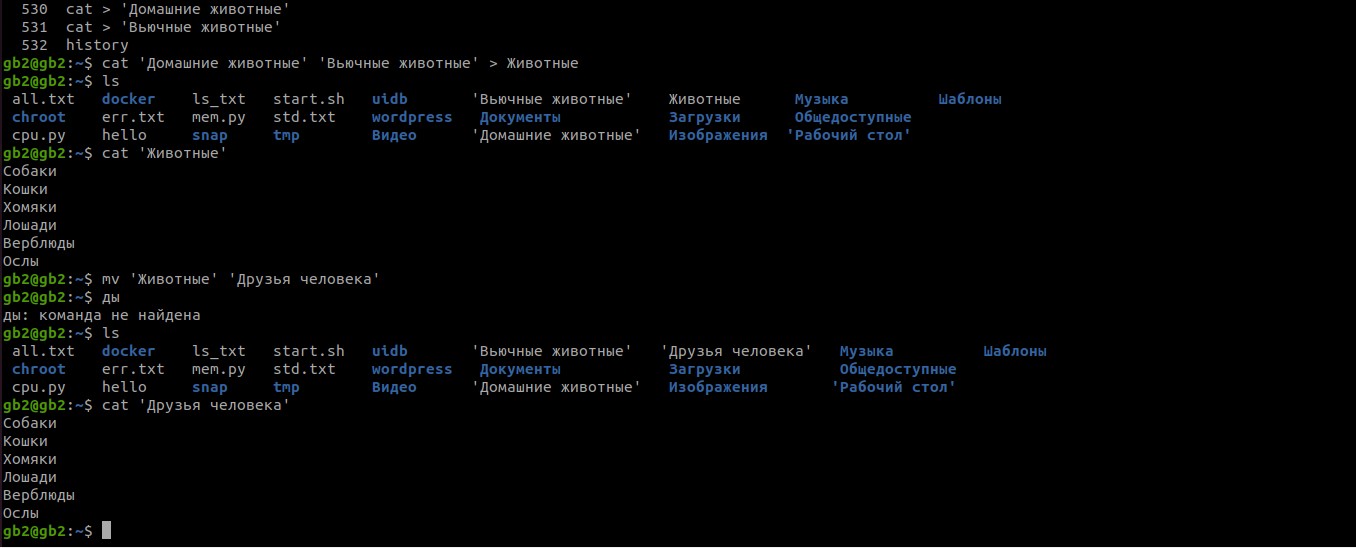 530  cat > 'Домашние животные'
531  cat > 'Вьючные животные'
532  history
gb2@gb2:~$ cat 'Домашние животные' 'Вьючные животные' > Животные
gb2@gb2:~$ ls
all.txt   docker    ls_txt   start.sh   uidb        'Вьючные животные'    Животные      Музыка          Шаблоны
chroot    err.txt   mem.py   std.txt    wordpress    Документы            Загрузки      Общедоступные
cpu.py    hello     snap     tmp        Видео       'Домашние животные'   Изображения  'Рабочий стол'
gb2@gb2:~$ cat 'Животные'
Собаки
Кошки
Хомяки
Лошади
Верблюды
Ослы
gb2@gb2:~$ mv 'Животные' 'Друзья человека'
gb2@gb2:~$ ды
ды: команда не найдена
gb2@gb2:~$ ls
all.txt   docker    ls_txt   start.sh   uidb        'Вьючные животные'   'Друзья человека'   Музыка          Шаблоны
chroot    err.txt   mem.py   std.txt    wordpress    Документы            Загрузки           Общедоступные
cpu.py    hello     snap     tmp        Видео       'Домашние животные'   Изображения       'Рабочий стол'
gb2@gb2:~$ cat 'Друзья человека'
Собаки
Кошки
Хомяки
Лошади
Верблюды
Ослы
gb2@gb2:~$